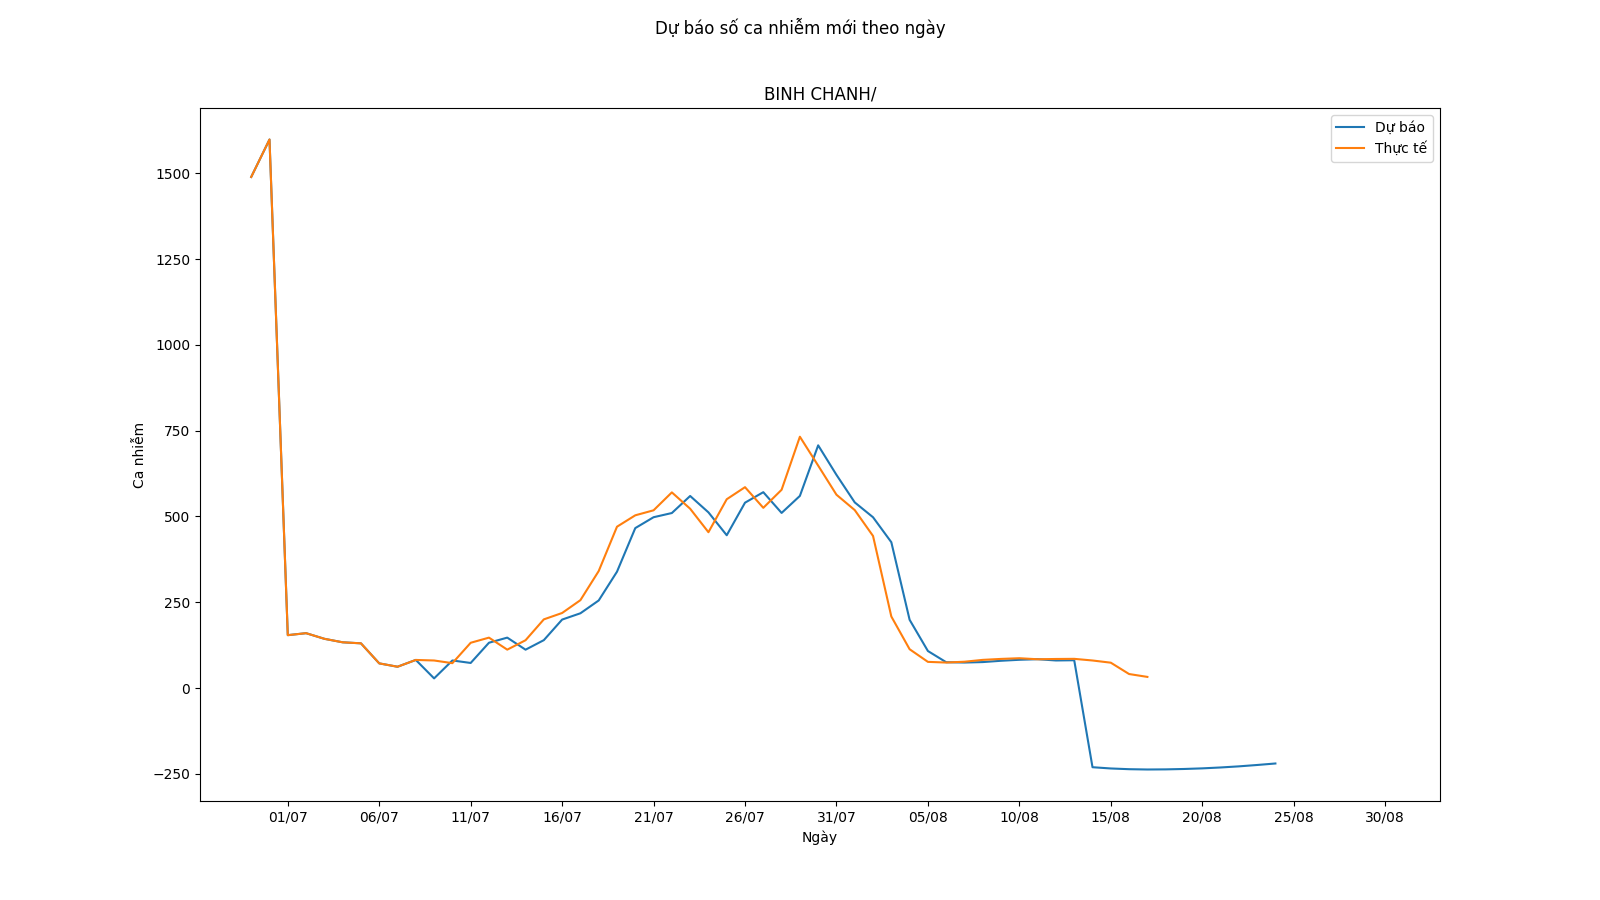 Dự báo số ca nhiễm mới theo ngày
BINH CHANH/
Dự báo
Thực tế
Ca nhiễm
1500
1250
1000
750
500
250
0
−250
01/07 06/07 11/07 16/07 21/07 26/07 31/07 05/08 10/08 15/08 20/08 25/08 30/08
Ngày